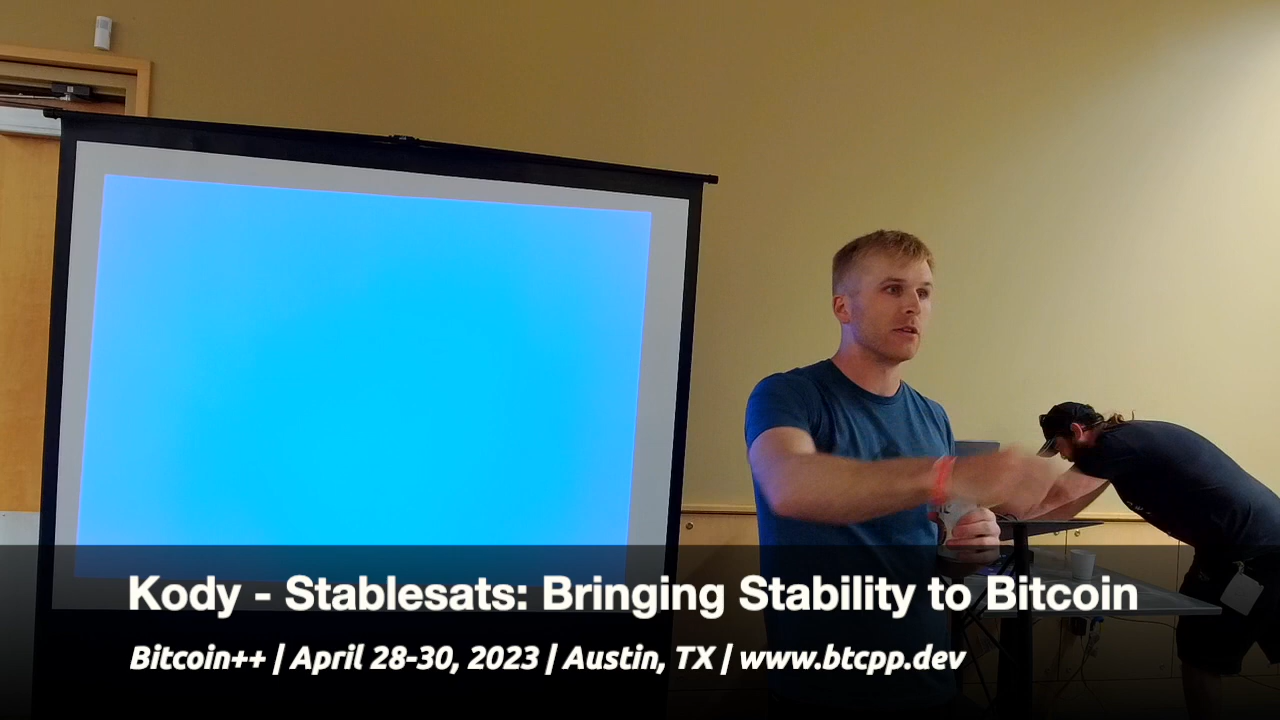 Kody - Stablesats: Bringing Stability to Bitcoin
Bitcoin++ | April 28-30, 2023 | Austin, TX | www.btcpp.dev